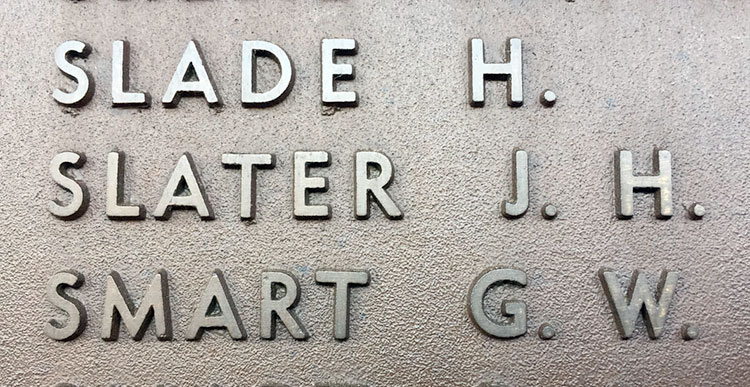 SLADE H.
SLATER J. H.
SMART G. W.